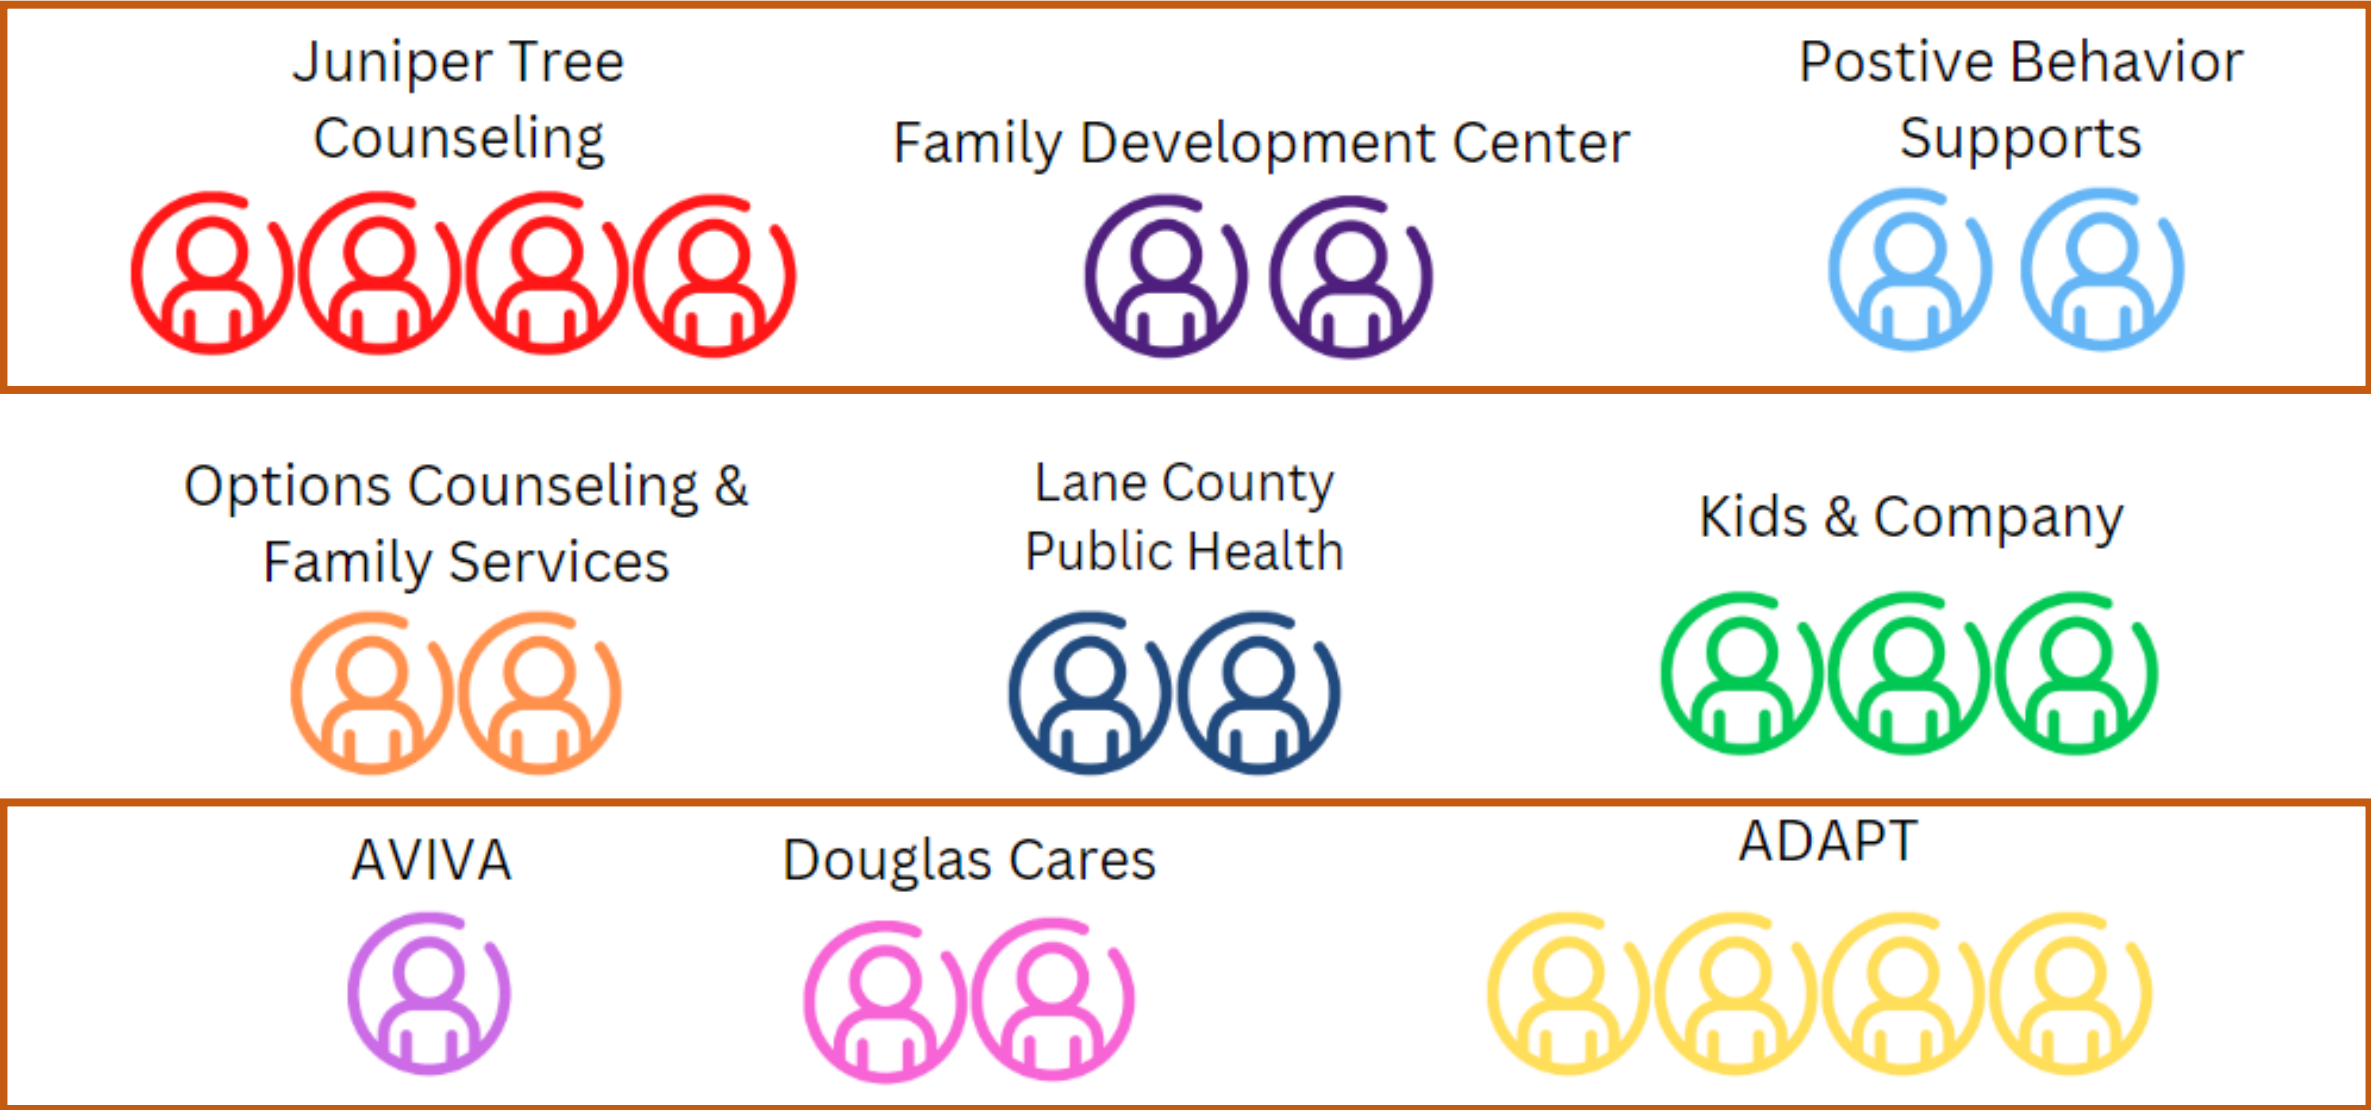 Juniper Tree
Counseling
Family Development Center
Postive Behavior
Supports
Options Counseling &
Family Services
Lane County
Public Health
Kids & Company
AVIVA
Douglas Cares
ADAPT